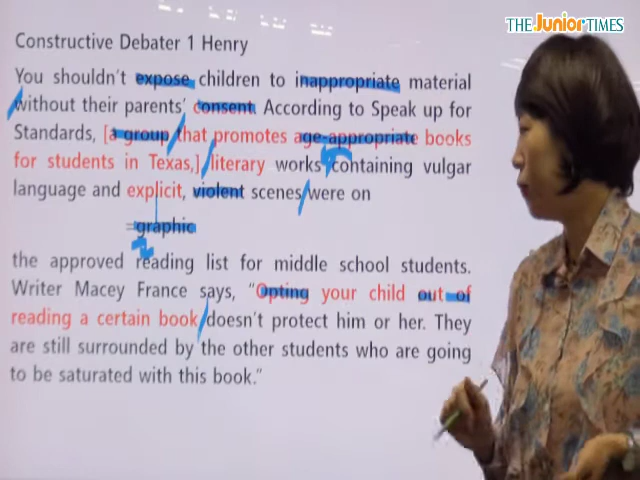 THE Junior TIMES
Constructive Debater 1 Henry
You shouldn't expose children to inappropriate material
without their parents' consent. According to Speak up for
Standards, [a group that promotes age-appropriate books
for students in Texas,] literary works containing vulgar
language and explicit, violent scenes were on
=graphic
the approved reading list for middle school students.
Writer Macey France says, "Opting your child out of
reading a certain book doesn't protect him or her. They
are still surrounded by the other students who are going
to be saturated with this book."